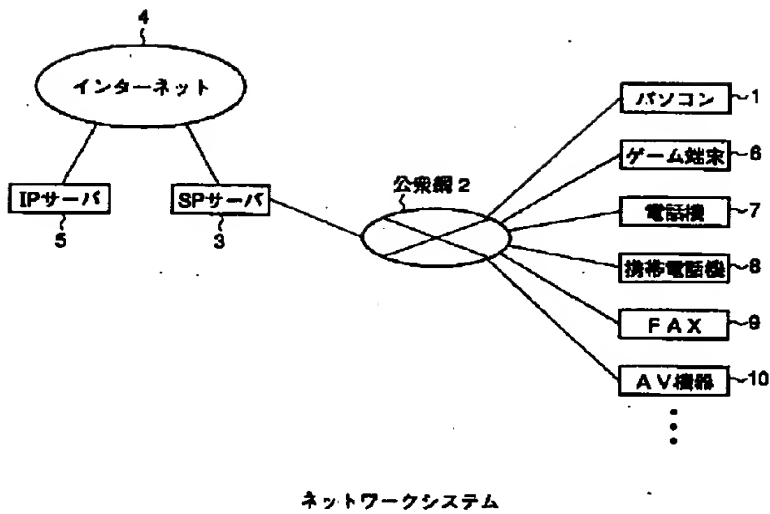 4
インターネット
IPサーバ
5
SPサーバ
3
公衆網2
パソコン 1
ゲーム端末 6
電話機 7
携帯電話機 8
FAX 9
AV機器 10
ネットワークシステム